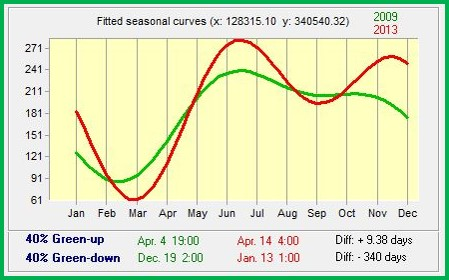 Fitted seasonal curves (x: 128315.10  y: 340540.32)
2009
2013
271
241
211
181
151
121
91
61
Jan Feb Mar Apr May Jun Jul Aug Sep Oct Nov Dec
40% Green-up Apr. 4 19:00 Apr. 14 4:00 Diff: + 9.38 days
40% Green-down Dec. 19 2:00 Jan. 13 1:00 Diff: - 340 days